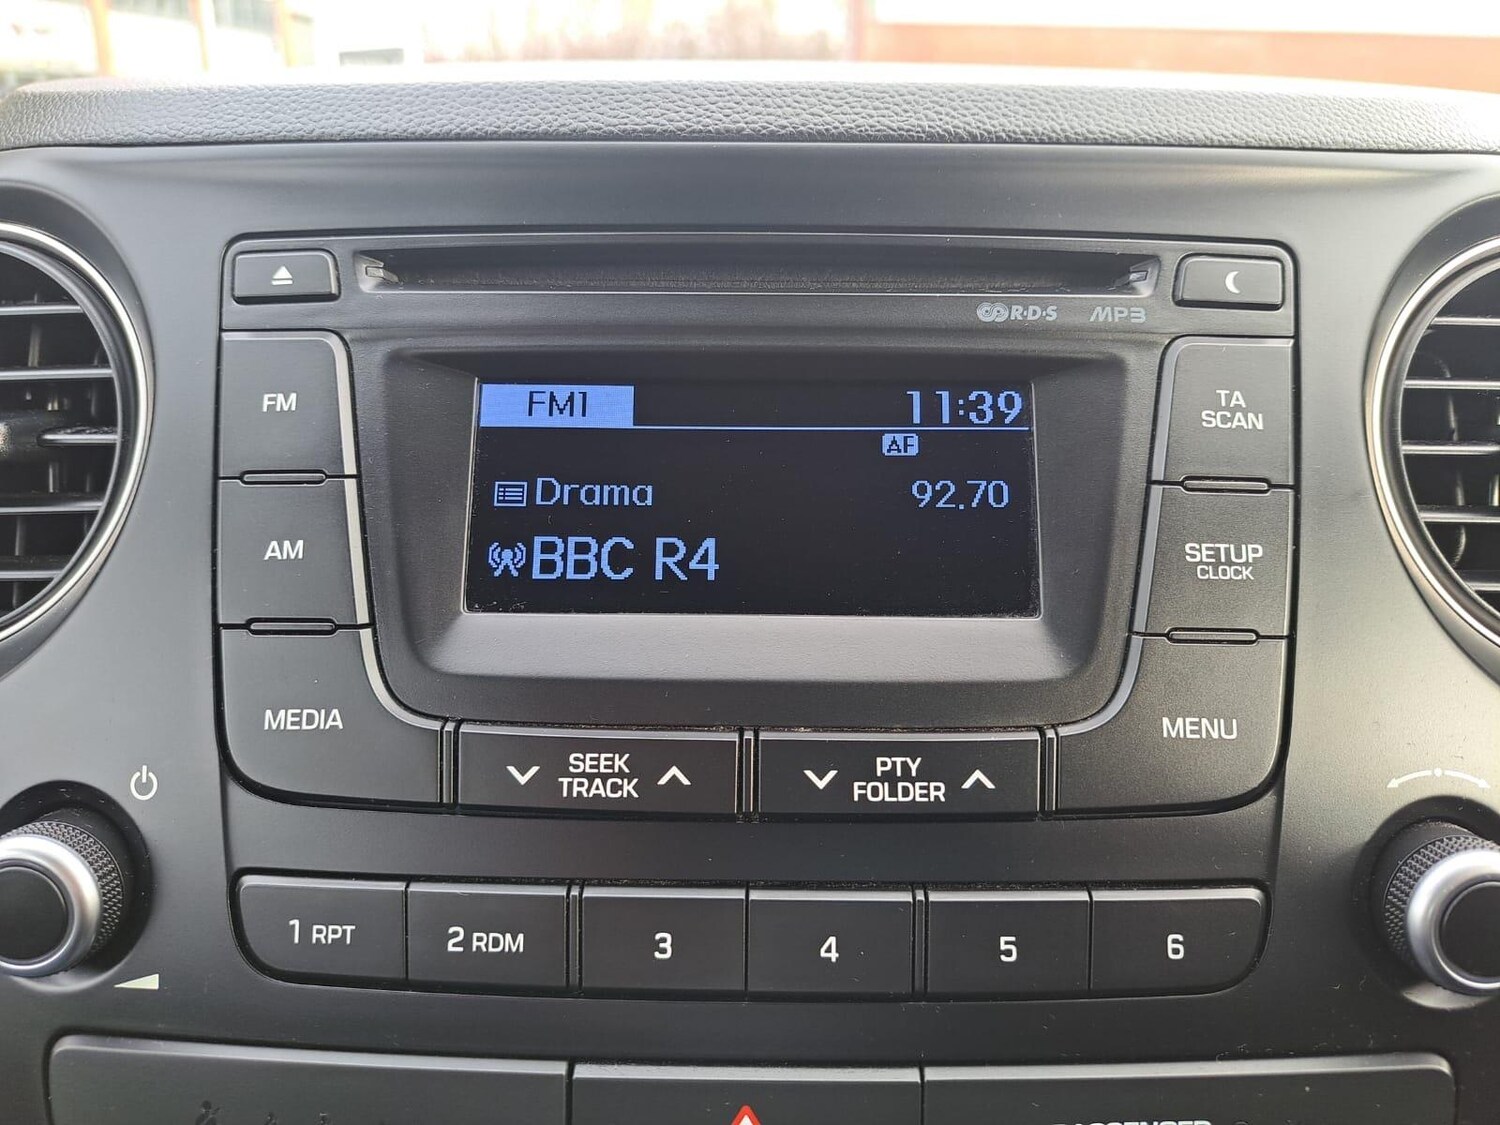 R·D·S MP3
FM
FM1 11:39
AF
Drama 92.70
BBC R4
TA
SCAN
AM
SETUP
CLOCK
MEDIA
MENU
SEEK
TRACK
PTY
FOLDER
1 RPT
2 RDM
3
4
5
6
PASSENGER